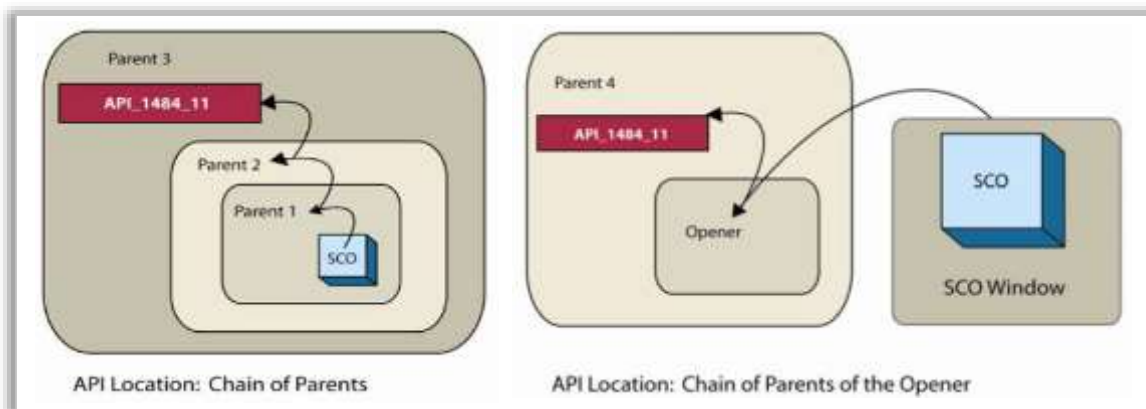 Parent 3
API_1484_11
Parent 2
Parent 1
SCO
API Location: Chain of Parents
Parent 4
API_1484_11
Opener
SCO
SCO Window
API Location: Chain of Parents of the Opener